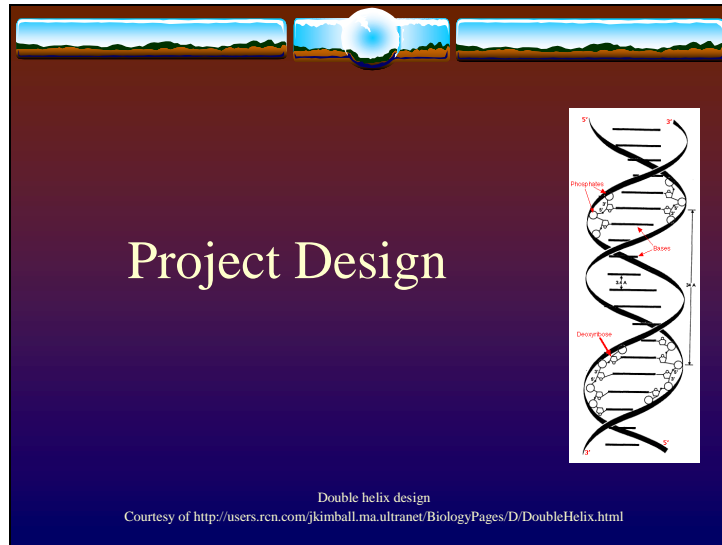 Project Design
5'
3'
Phosphates
Bases
3.4 A
34 A
Deoxyribose
3'
5'
Double helix design
Courtesy of http://users.rcn.com/jkimball.ma.ultranet/BiologyPages/D/DoubleHelix.html